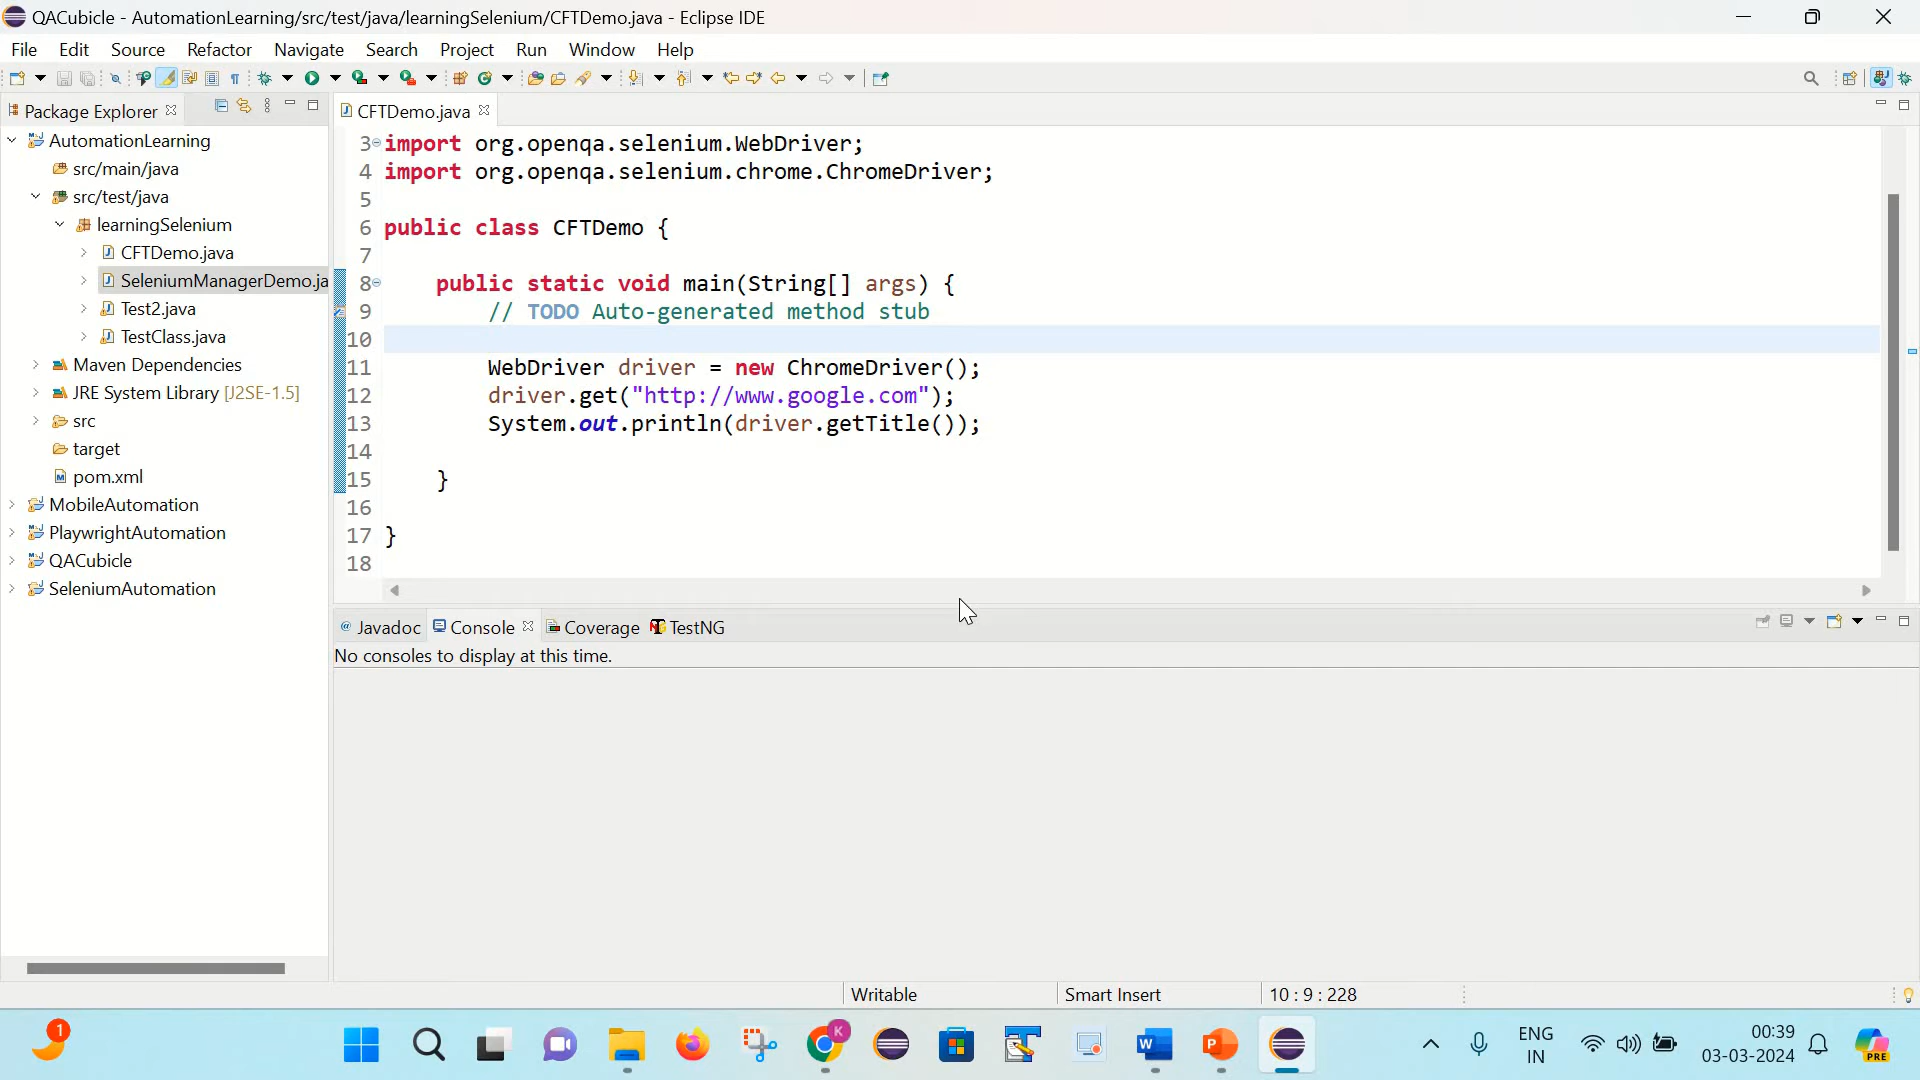 QACubicle - AutomationLearning/src/test/java/learningSelenium/CFTDemo.java - Eclipse IDE
File Edit Source Refactor Navigate Search Project Run Window Help
Package Explorer
AutomationLearning
src/main/java
src/test/java
learningSelenium
CFTDemo.java
SeleniumManagerDemo.ja
Test2.java
TestClass.java
Maven Dependencies
JRE System Library [J2SE-1.5]
src
target
pom.xml
MobileAutomation
PlaywrightAutomation
QACubicle
SeleniumAutomation
CFTDemo.java
3 import org.openqa.selenium.WebDriver;
4 import org.openqa.selenium.chrome.ChromeDriver;
5
6 public class CFTDemo {
7
8 public static void main(String[] args) {
9 // TODO Auto-generated method stub
10
11 WebDriver driver = new ChromeDriver();
12 driver.get("http://www.google.com");
13 System.out.println(driver.getTitle());
14
15 }
16
17 }
18
@ Javadoc Console Coverage TestNG
No consoles to display at this time.
Writable Smart Insert 10 : 9 : 228
1
K
W
P
ENG
IN
00:39
03-03-2024
PRE